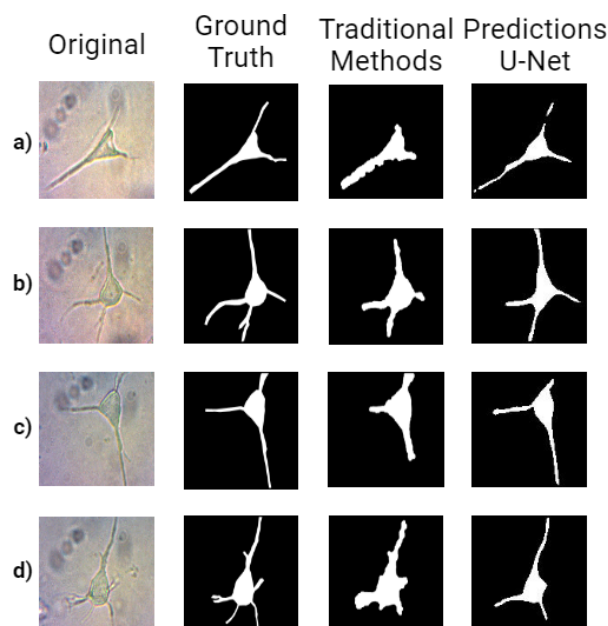 Original
Ground
Truth
Traditional
Methods
Predictions
U-Net
a)
b)
c)
d)